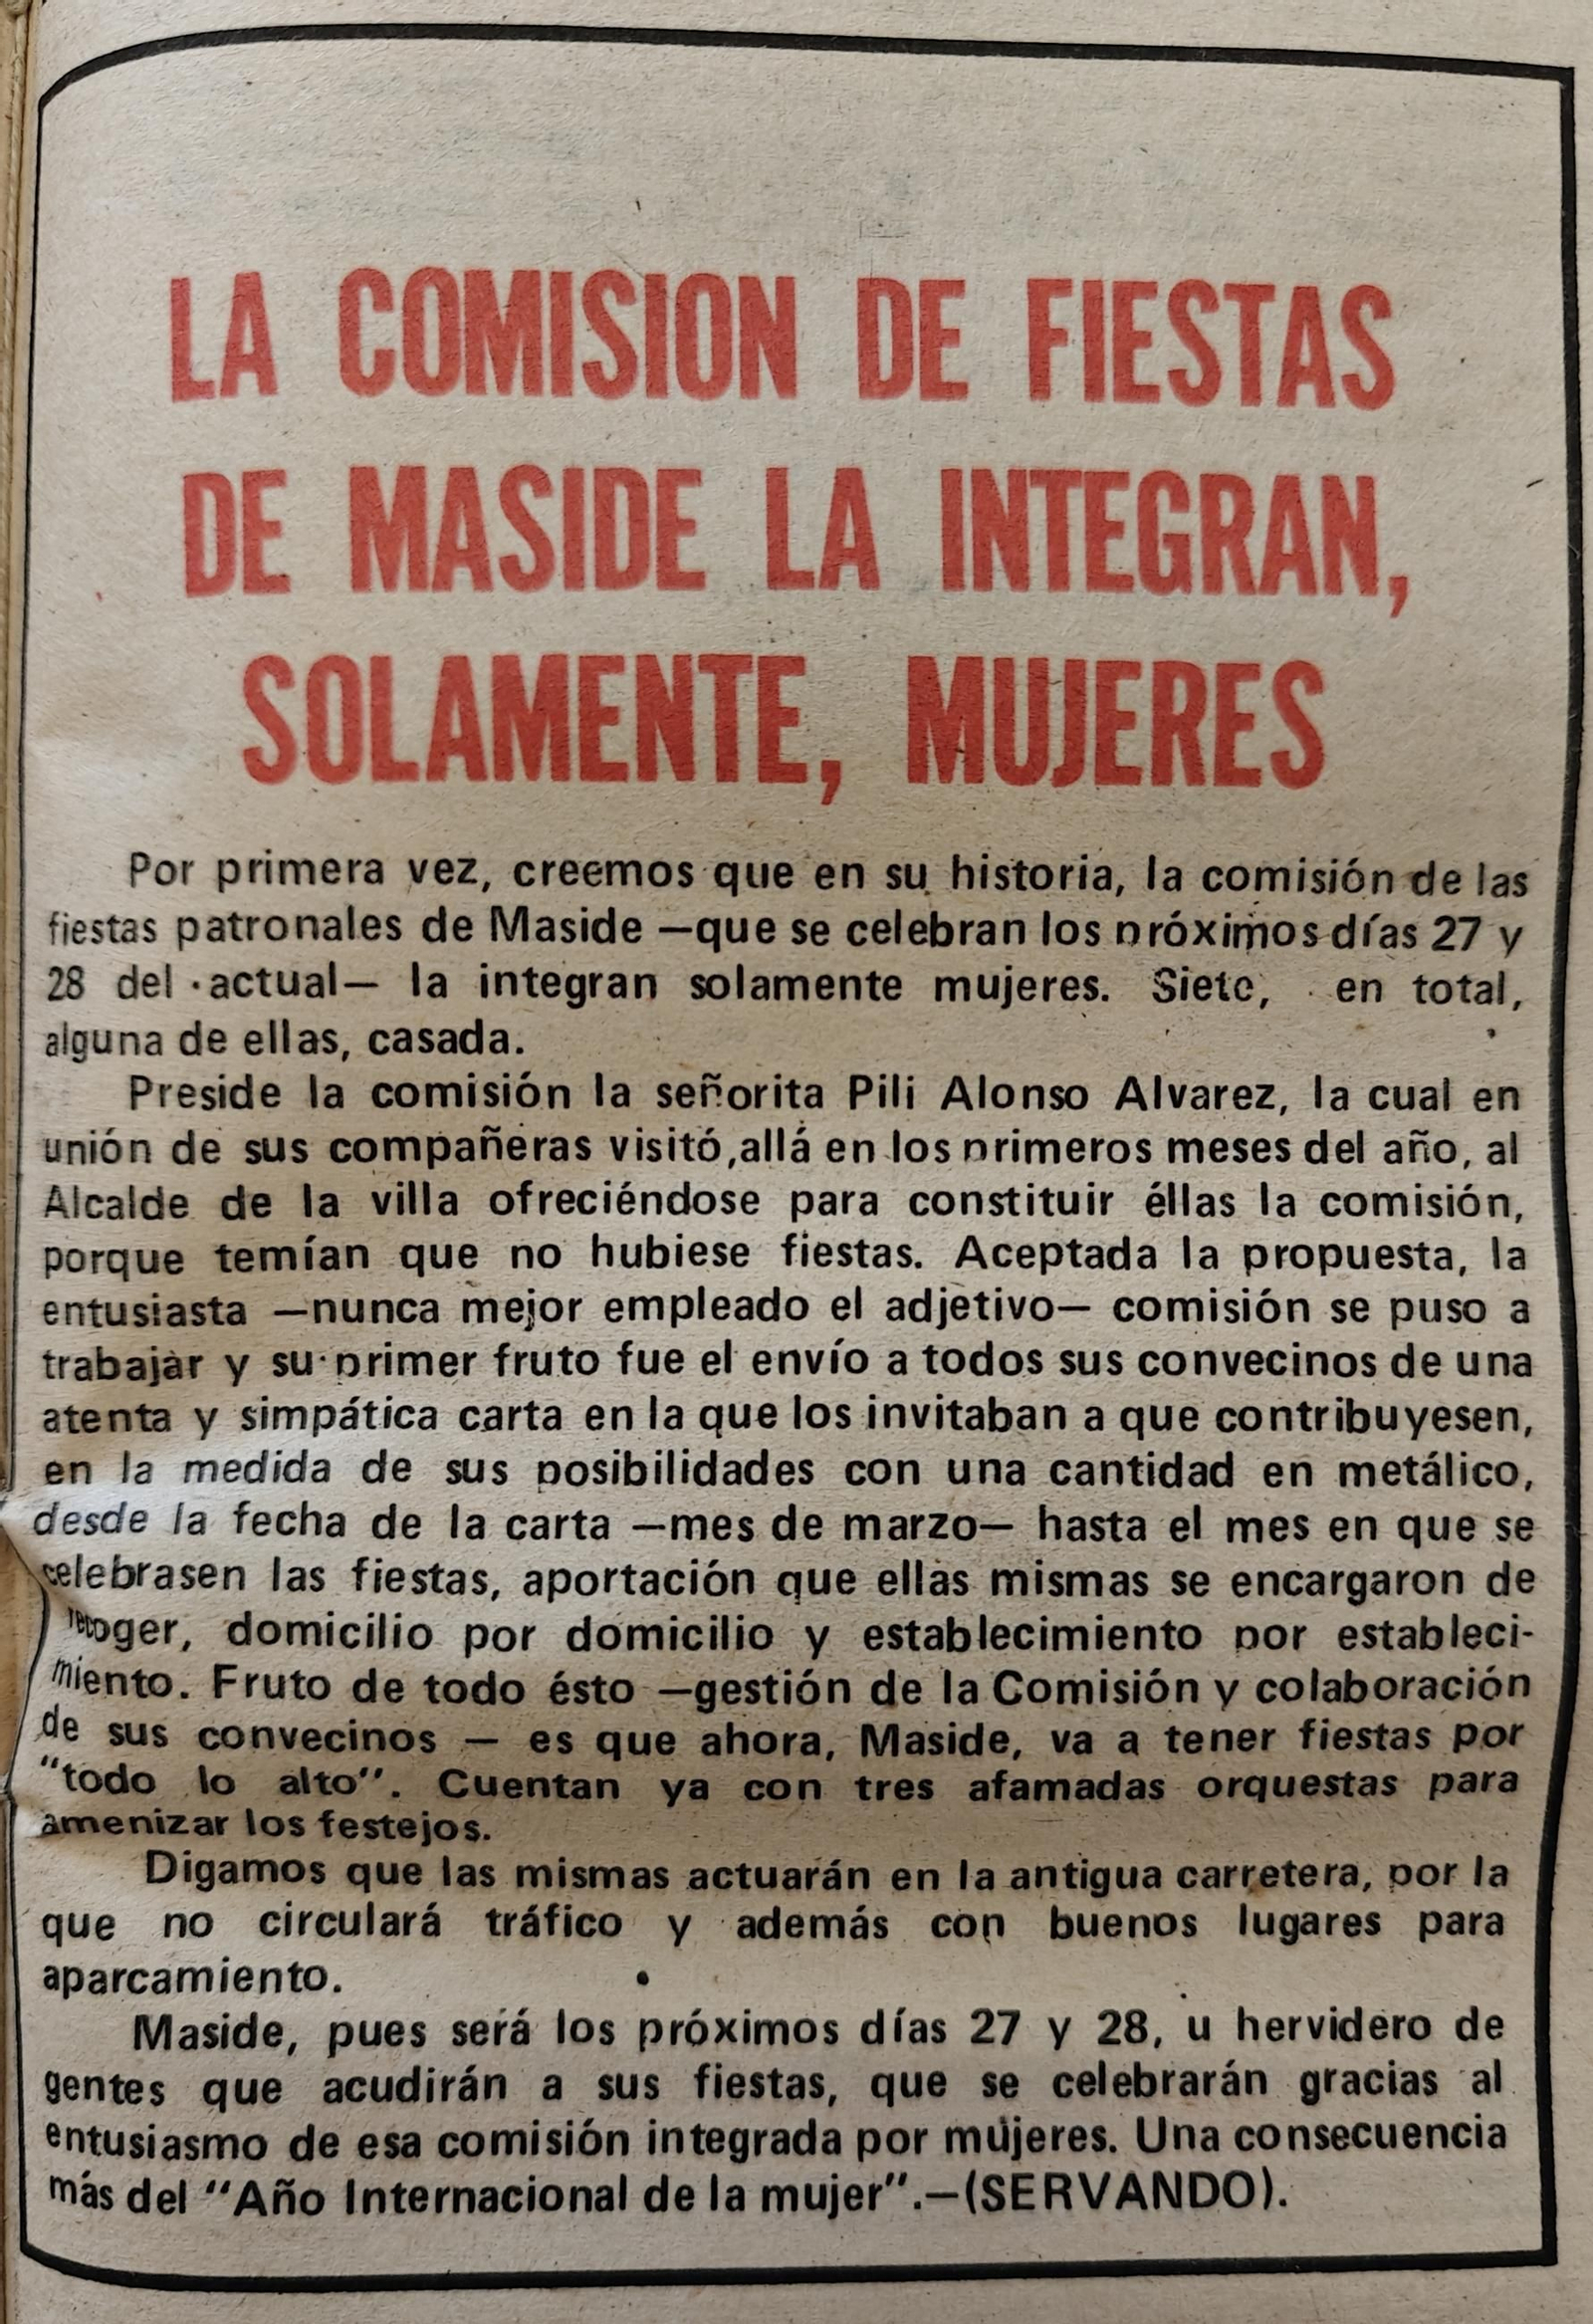 LA COMISION DE FIESTAS
DE MASIDE LA INTEGRAN,
SOLAMENTE, MUJERES
Por primera vez, creemos que en su historia, la comisión de las
fiestas patronales de Maside —que se celebran los próximos días 27 y
28 del actual— la integran solamente mujeres. Siete, en total,
alguna de ellas, casada.
Preside la comisión la señorita Pili Alonso Alvarez, la cual en
unión de sus compañeras visitó,allá en los primeros meses del año, al
Alcalde de la villa ofreciéndose para constituir éllas la comisión,
porque temían que no hubiese fiestas. Aceptada la propuesta, la
entusiasta —nunca mejor empleado el adjetivo— comisión se puso a
trabajar y su primer fruto fue el envío a todos sus convecinos de una
atenta y simpática carta en la que los invitaban a que contribuyesen,
en la medida de sus posibilidades con una cantidad en metálico,
desde la fecha de la carta —mes de marzo— hasta el mes en que se
celebrasen las fiestas, aportación que ellas mismas se encargaron de
recoger, domicilio por domicilio y establecimiento por estableci-
miento. Fruto de todo ésto —gestión de la Comisión y colaboración
de sus convecinos — es que ahora, Maside, va a tener fiestas por
“todo lo alto”. Cuentan ya con tres afamadas orquestas para
amenizar los festejos.
Digamos que las mismas actuarán en la antigua carretera, por la
que no circulará tráfico y además con buenos lugares para
aparcamiento.
Maside, pues será los próximos días 27 y 28, u hervidero de
gentes que acudirán a sus fiestas, que se celebrarán gracias al
entusiasmo de esa comisión integrada por mujeres. Una consecuencia
más del “Año Internacional de la mujer”.—(SERVANDO).